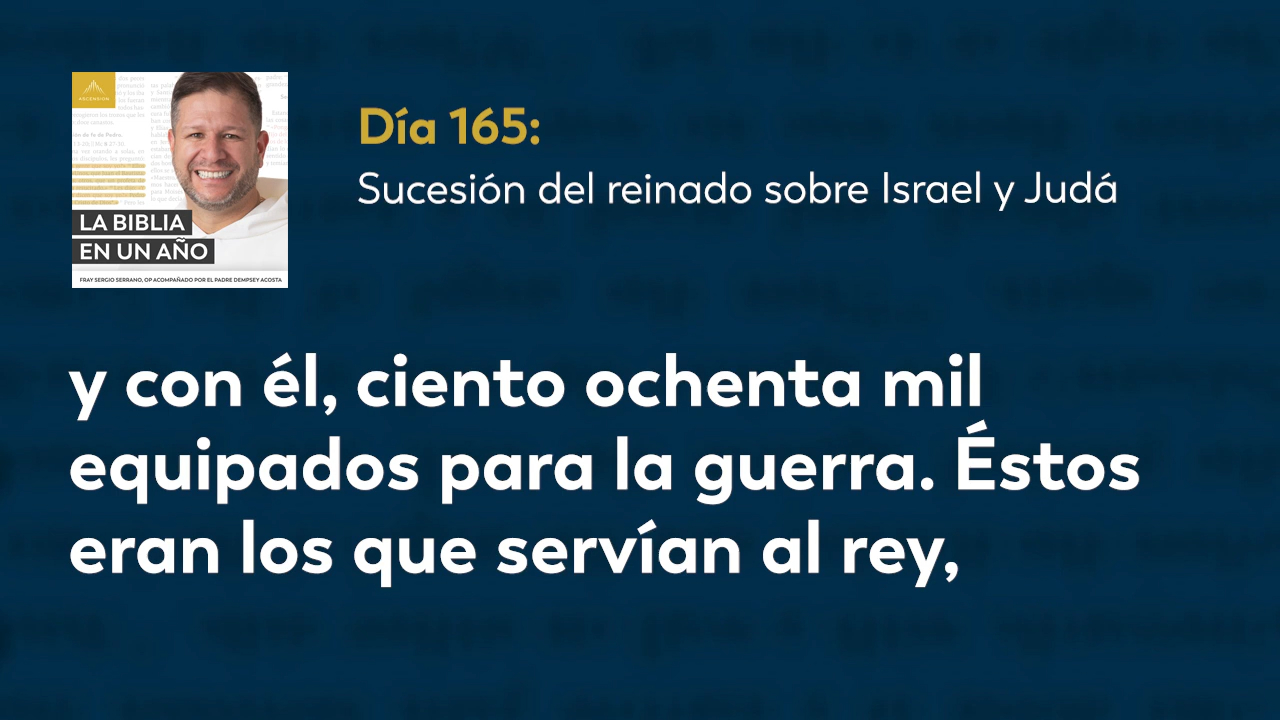 ASCENSION
LA BIBLIA
EN UN AÑO
FRAY SERGIO SERRANO, OP ACOMPAÑADO POR EL PADRE DEMPSEY ACOSTA
Día 165:
Sucesión del reinado sobre Israel y Judá
y con él, ciento ochenta mil
equipados para la guerra. Éstos
eran los que servían al rey,